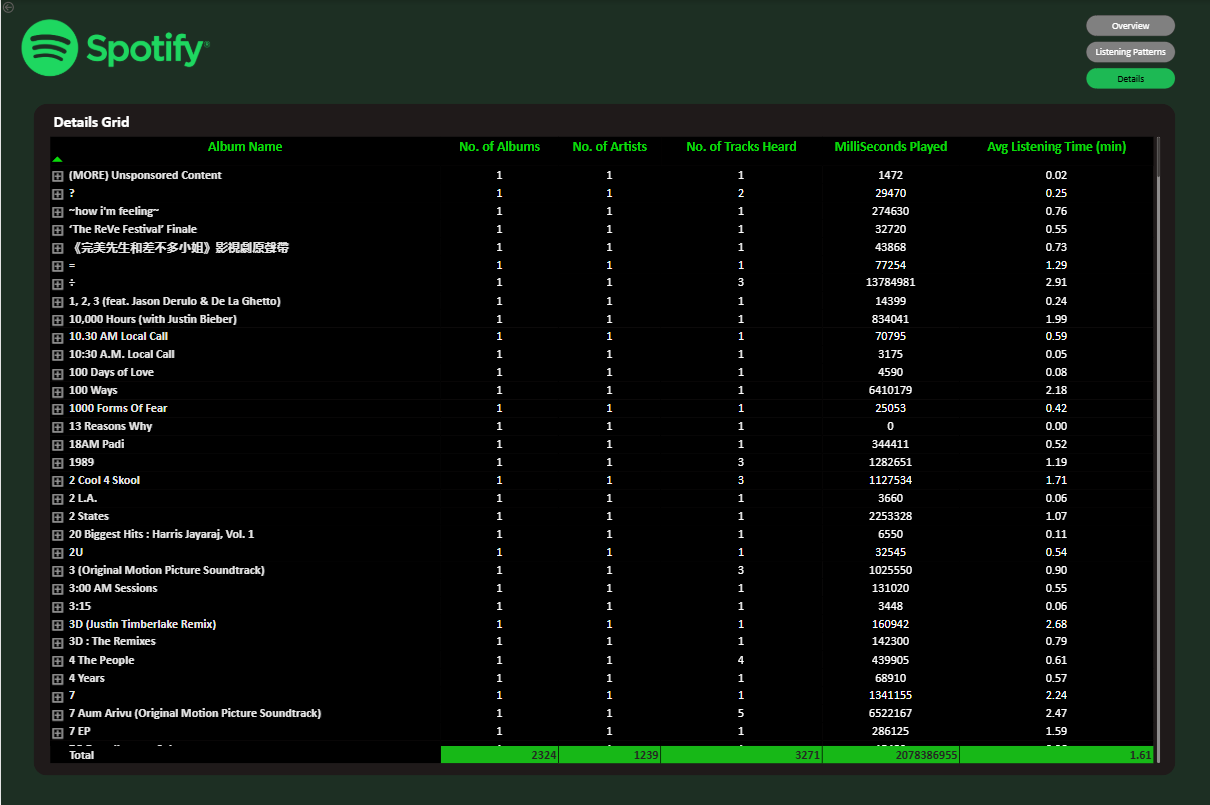 Spotify®
Overview
Listening Patterns
Details
Details Grid
Album Name No. of Albums No. of Artists No. of Tracks Heard MilliSeconds Played Avg Listening Time (min)
(MORE) Unsponsored Content 1 1 1 1472 0.02
? 1 1 2 29470 0.25
~how i'm feeling~ 1 1 1 274630 0.76
‘The ReVe Festival’ Finale 1 1 1 32720 0.55
《完美先生和差不多小姐》影視劇原聲帶 1 1 1 43868 0.73
= 1 1 1 77254 1.29
÷ 1 1 3 13784981 2.91
1, 2, 3 (feat. Jason Derulo & De La Ghetto) 1 1 1 14399 0.24
10,000 Hours (with Justin Bieber) 1 1 1 834041 1.99
10.30 AM Local Call 1 1 1 70795 0.59
10:30 A.M. Local Call 1 1 1 3175 0.05
100 Days of Love 1 1 1 4590 0.08
100 Ways 1 1 1 6410179 2.18
1000 Forms Of Fear 1 1 1 25053 0.42
13 Reasons Why 1 1 1 0 0.00
18AM Padi 1 1 1 344411 0.52
1989 1 1 3 1282651 1.19
2 Cool 4 Skool 1 1 3 1127534 1.71
2 L.A. 1 1 1 3660 0.06
2 States 1 1 1 2253328 1.07
20 Biggest Hits : Harris Jayaraj, Vol. 1 1 1 1 6550 0.11
2U 1 1 1 32545 0.54
3 (Original Motion Picture Soundtrack) 1 1 3 1025550 0.90
3:00 AM Sessions 1 1 1 131020 0.55
3:15 1 1 1 3448 0.06
3D (Justin Timberlake Remix) 1 1 1 160942 2.68
3D : The Remixes 1 1 1 142300 0.79
4 The People 1 1 4 439905 0.61
4 Years 1 1 1 68910 0.57
7 1 1 1 1341155 2.24
7 Aum Arivu (Original Motion Picture Soundtrack) 1 1 5 6522167 2.47
7 EP 1 1 1 286125 1.59
Total 2324 1239 3271 2078386955 1.61